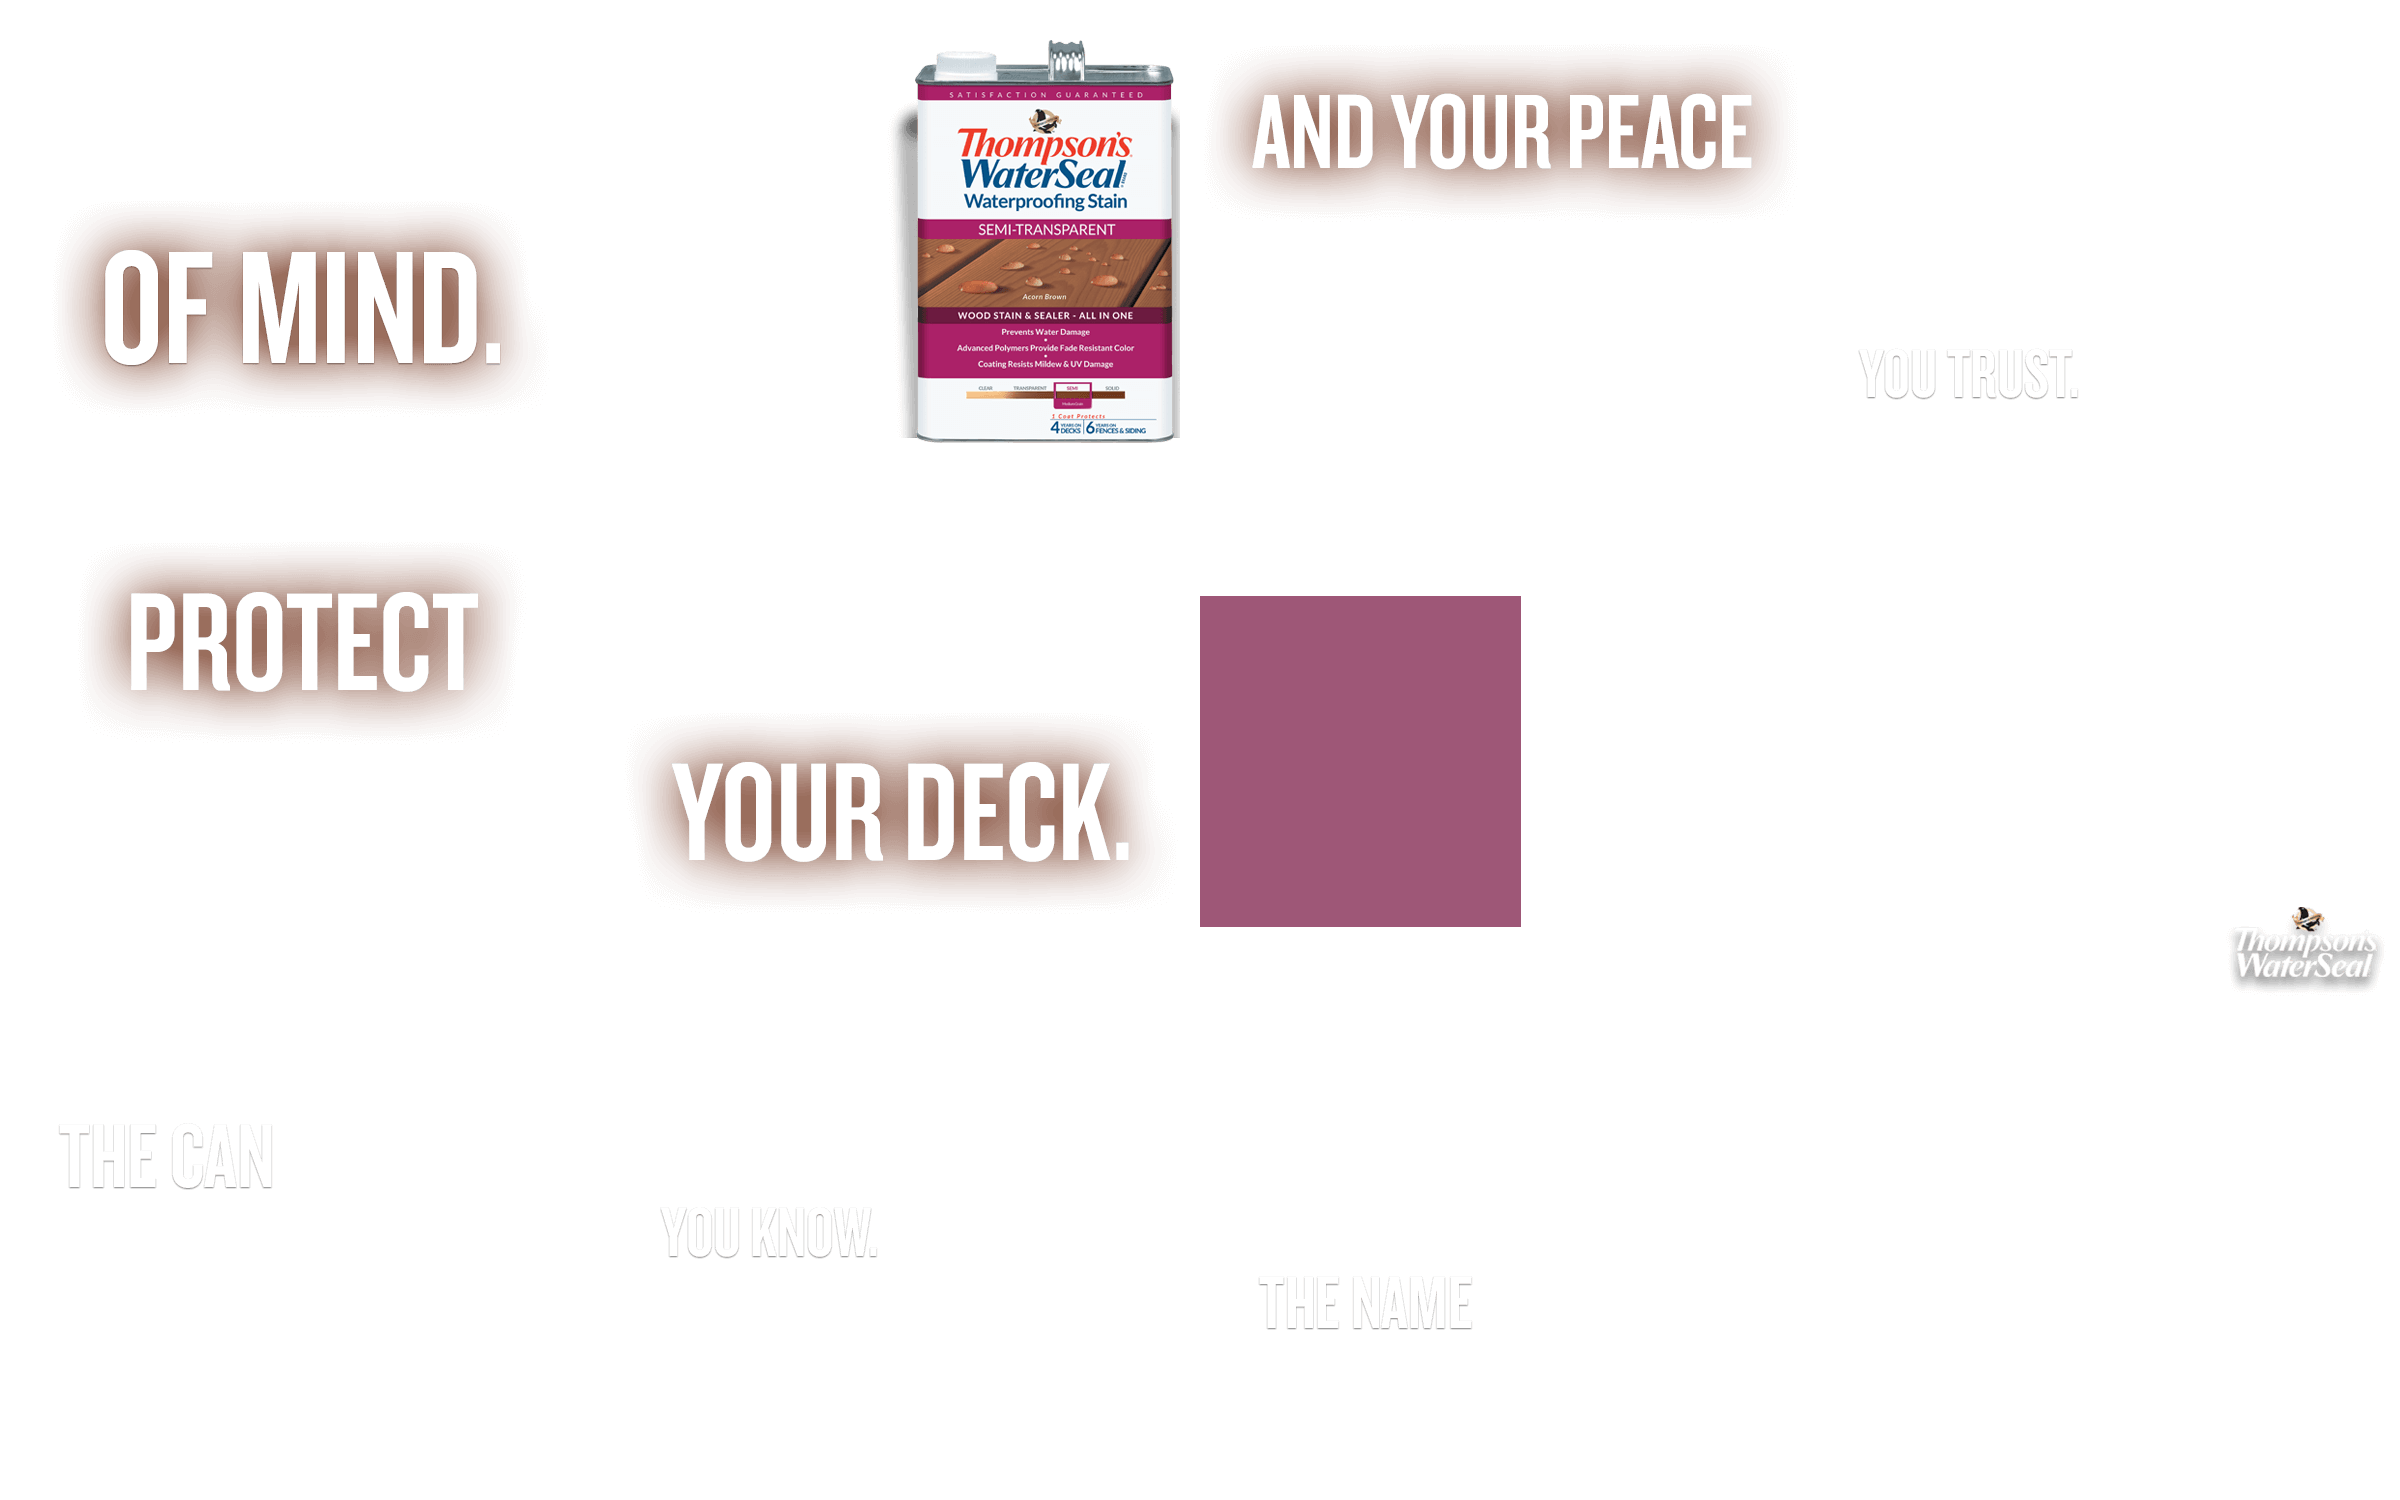 SATISFACTION GUARANTEED
Thompson's
WaterSeal
Waterproofing Stain
SEMI-TRANSPARENT
Acorn Brown
WOOD STAIN & SEALER - ALL IN ONE
Prevents Water Damage
Advanced Polymers Provide Fade Resistant Color
Coating Resists Mildew & UV Damage
CLEAR TRANSPARENT SEMI SOLID
1 Coat Protects
4 YEARS ON DECKS 6 YEARS ON FENCES & SIDING
AND YOUR PEACE
OF MIND.
YOU TRUST.
PROTECT
YOUR DECK.
Thompson's
WaterSeal
THE CAN
YOU KNOW.
THE NAME